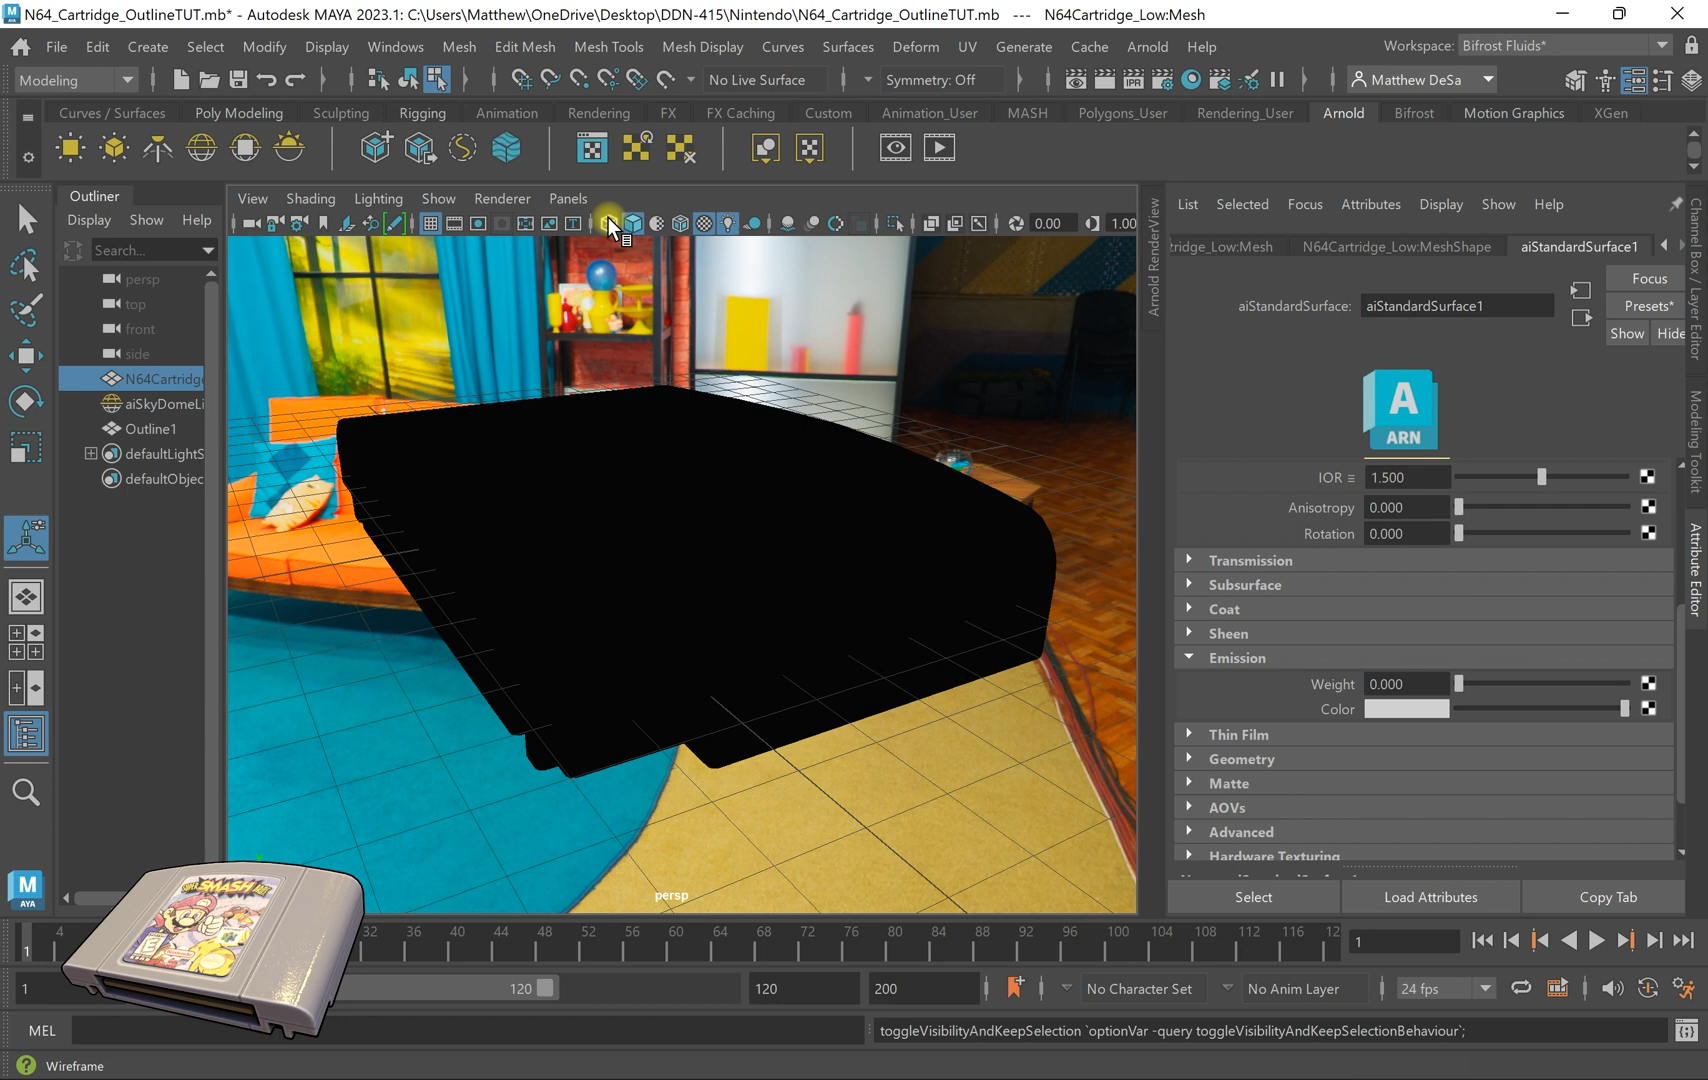 N64_Cartridge_OutlineTUT.mb* - Autodesk MAYA 2023.1: C:\Users\Matthew\OneDrive\Desktop\DDN-415\Nintendo\N64_Cartridge_OutlineTUT.mb --- N64Cartridge_Low:Mesh
File Edit Create Select Modify Display Windows Mesh Edit Mesh Mesh Tools Mesh Display Curves Surfaces Deform UV Generate Cache Arnold Help Workspace: Bifrost Fluids*
Modeling No Live Surface Symmetry: Off IPR Matthew DeSa
Curves / Surfaces Poly Modeling Sculpting Rigging Animation Rendering FX FX Caching Custom Animation_User MASH Polygons_User Rendering_User Arnold Bifrost Motion Graphics XGen
Outliner
Display Show Help
Search...
persp
top
front
side
N64Cartridg
aiSkyDomeLi
Outline1
defaultLightS
defaultObjec
View Shading Lighting Show Renderer Panels
0.00 1.00
persp
Arnold RenderView
List Selected Focus Attributes Display Show Help
tridge_Low:Mesh N64Cartridge_Low:MeshShape aiStandardSurface1
Focus
aiStandardSurface: aiStandardSurface1 Presets*
Show Hide
A
ARN
IOR 1.500
Anisotropy 0.000
Rotation 0.000
Transmission
Subsurface
Coat
Sheen
Emission
Weight 0.000
Color
Thin Film
Geometry
Matte
AOVs
Advanced
Hardware Texturing
Select Load Attributes Copy Tab
Channel Box / Layer Editor
Modeling Toolkit
Attribute Editor
M
AYA
SUPER SMASH BROS
E
Nintendo
4 32 36 40 44 48 52 56 60 64 68 72 76 80 84 88 92 96 100 104 108 112 116 12
1 1
1 120 120 200 No Character Set No Anim Layer 24 fps
MEL toggleVisibilityAndKeepSelection `optionVar -query toggleVisibilityAndKeepSelectionBehaviour`;
Wireframe